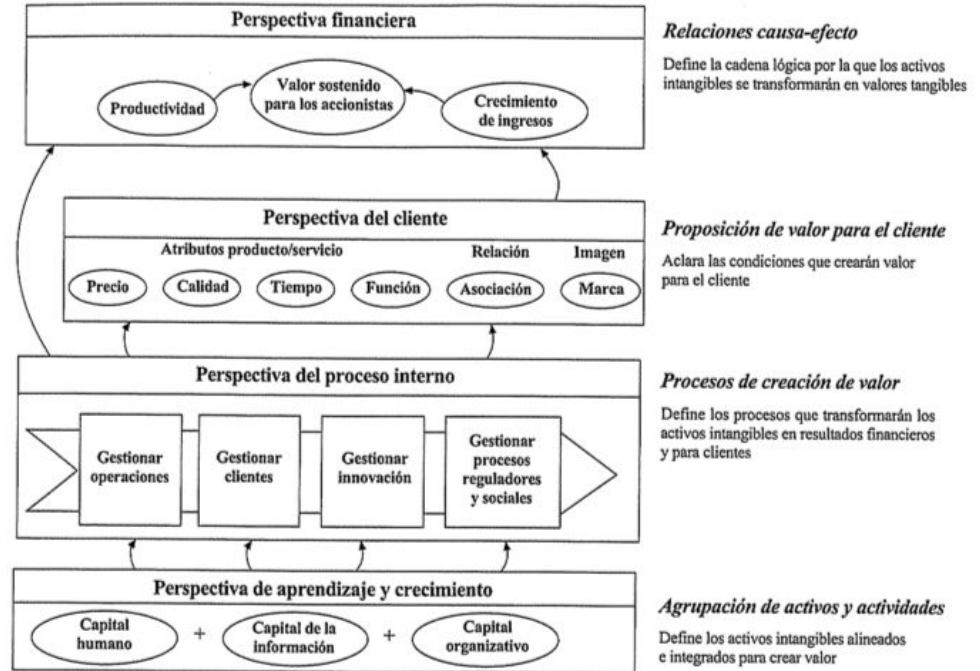 Perspectiva financiera
Productividad
Valor sostenido
para los accionistas
Crecimiento
de ingresos
Relaciones causa-efecto
Define la cadena lógica por la que los activos
intangibles se transformarán en valores tangibles
Perspectiva del cliente
Atributos producto/servicio
Relación
Imagen
Precio
Calidad
Tiempo
Función
Asociación
Marca
Proposición de valor para el cliente
Aclara las condiciones que crearán valor
para el cliente
Perspectiva del proceso interno
Gestionar
operaciones
Gestionar
clientes
Gestionar
innovación
Gestionar
procesos
reguladores
y sociales
Procesos de creación de valor
Define los procesos que transformarán los
activos intangibles en resultados financieros
y para clientes
Perspectiva de aprendizaje y crecimiento
Capital
humano
+
Capital de la
información
+
Capital
organizativo
Agrupación de activos y actividades
Define los activos intangibles alineados
e integrados para crear valor